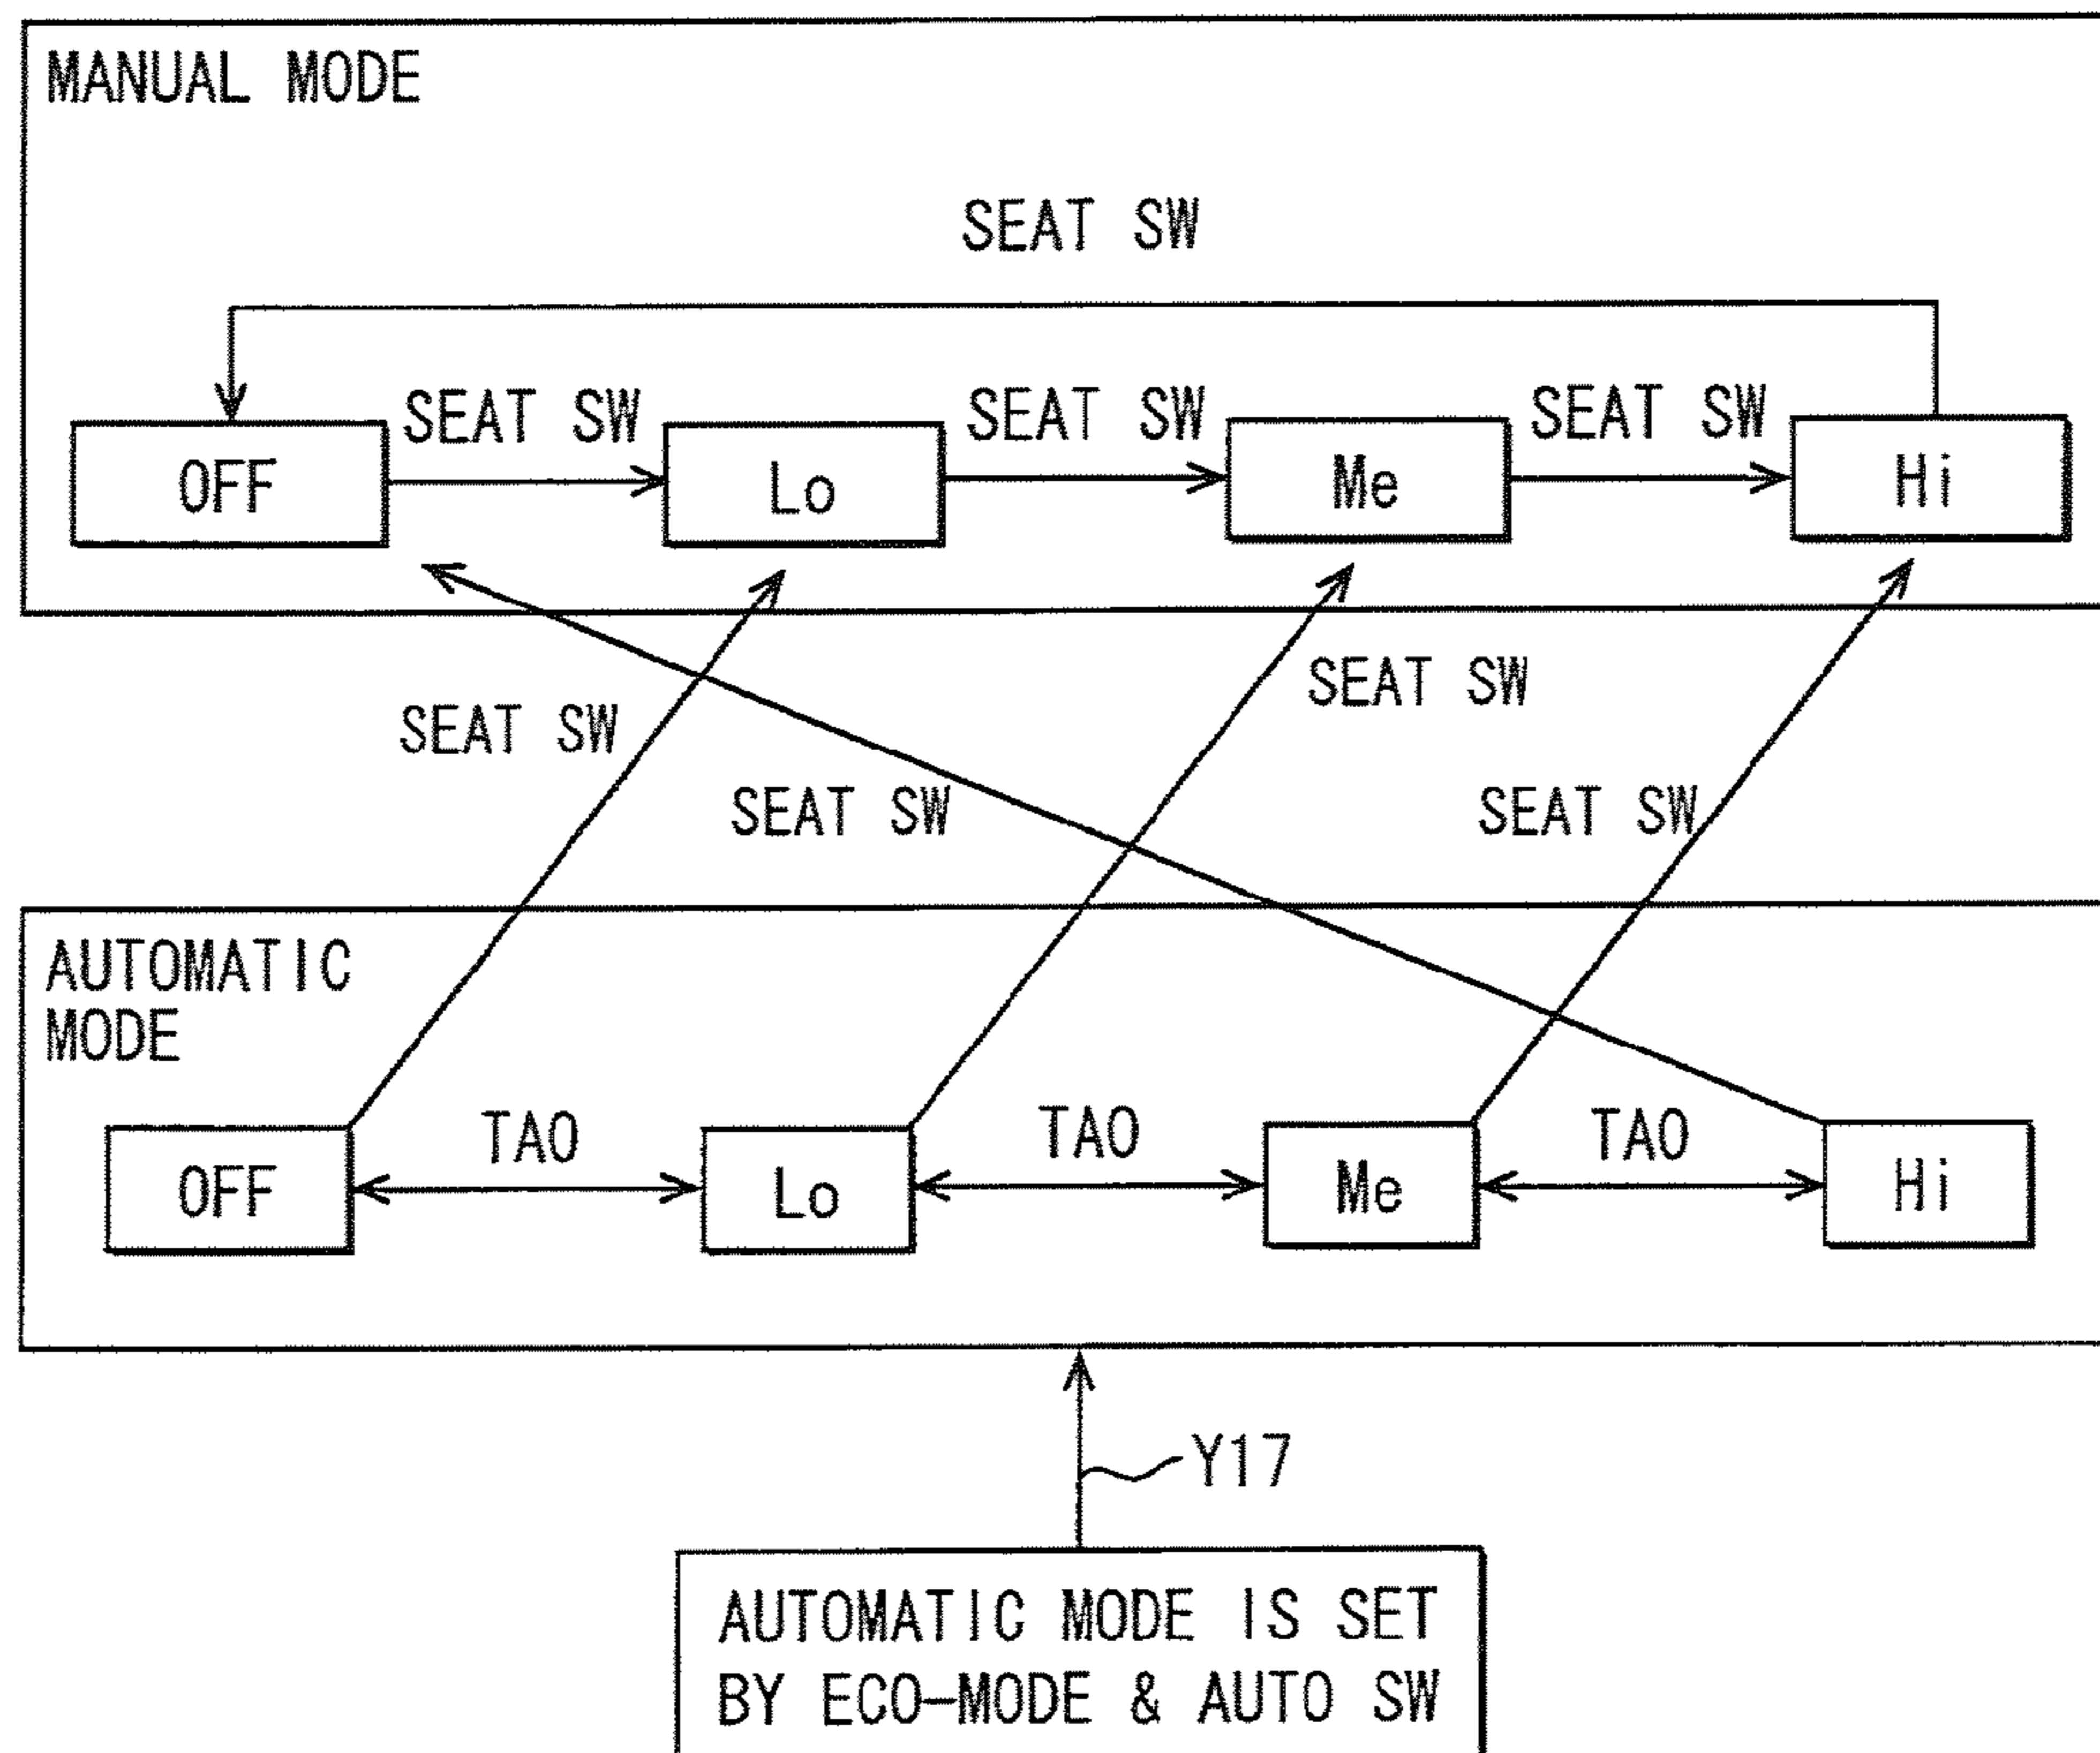 MANUAL MODE
SEAT SW
SEAT SW
SEAT SW
SEAT SW
OFF
Lo
Me
Hi
SEAT SW
SEAT SW
SEAT SW
SEAT SW
AUTOMATIC
MODE
TAO
TAO
TAO
OFF
Lo
Me
Hi
Y17
AUTOMATIC MODE IS SET
BY ECO-MODE & AUTO SW